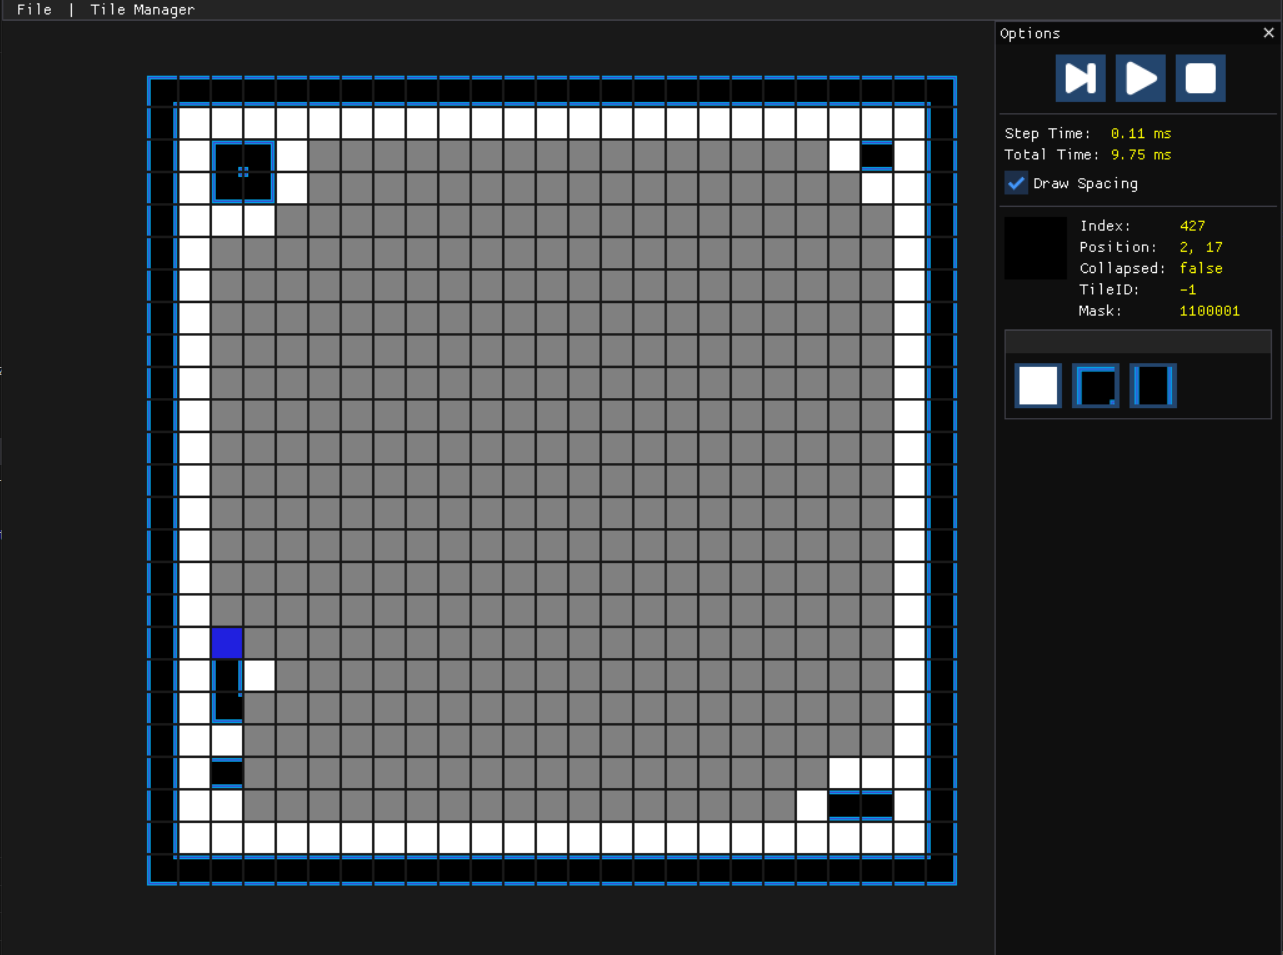 File | Tile Manager
Options
Step Time: 0.11 ms
Total Time: 9.75 ms
Draw Spacing
Index: 427
Position: 2, 17
Collapsed: false
TileID: -1
Mask: 1100001